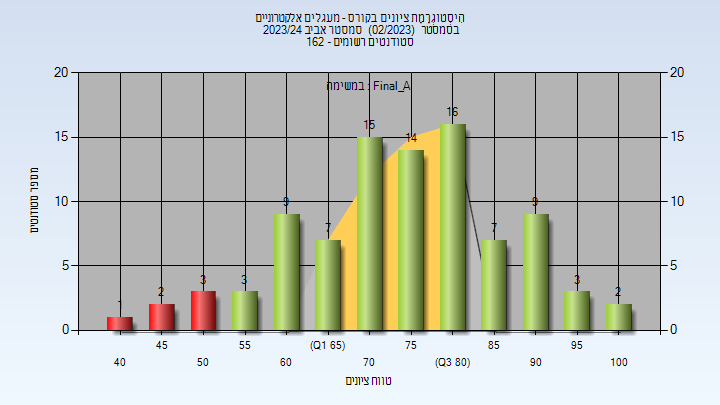 הִיסְטוֹגְרָמַת ציונים בקורס - מעגלים אלקטרוניים
בסמסטר (02/2023) סמסטר אביב 2023/24
סטודנטים רשומים - 162
במשימה : Final_A
20 20
15 15
10 10
5 5
0 0
מספר סטודנטים
1 2 3 3 9 7 15 14 16 7 9 3 2
45 55 (Q1 65) 75 85 95
40 50 60 70 (Q3 80) 90 100
טווח ציונים